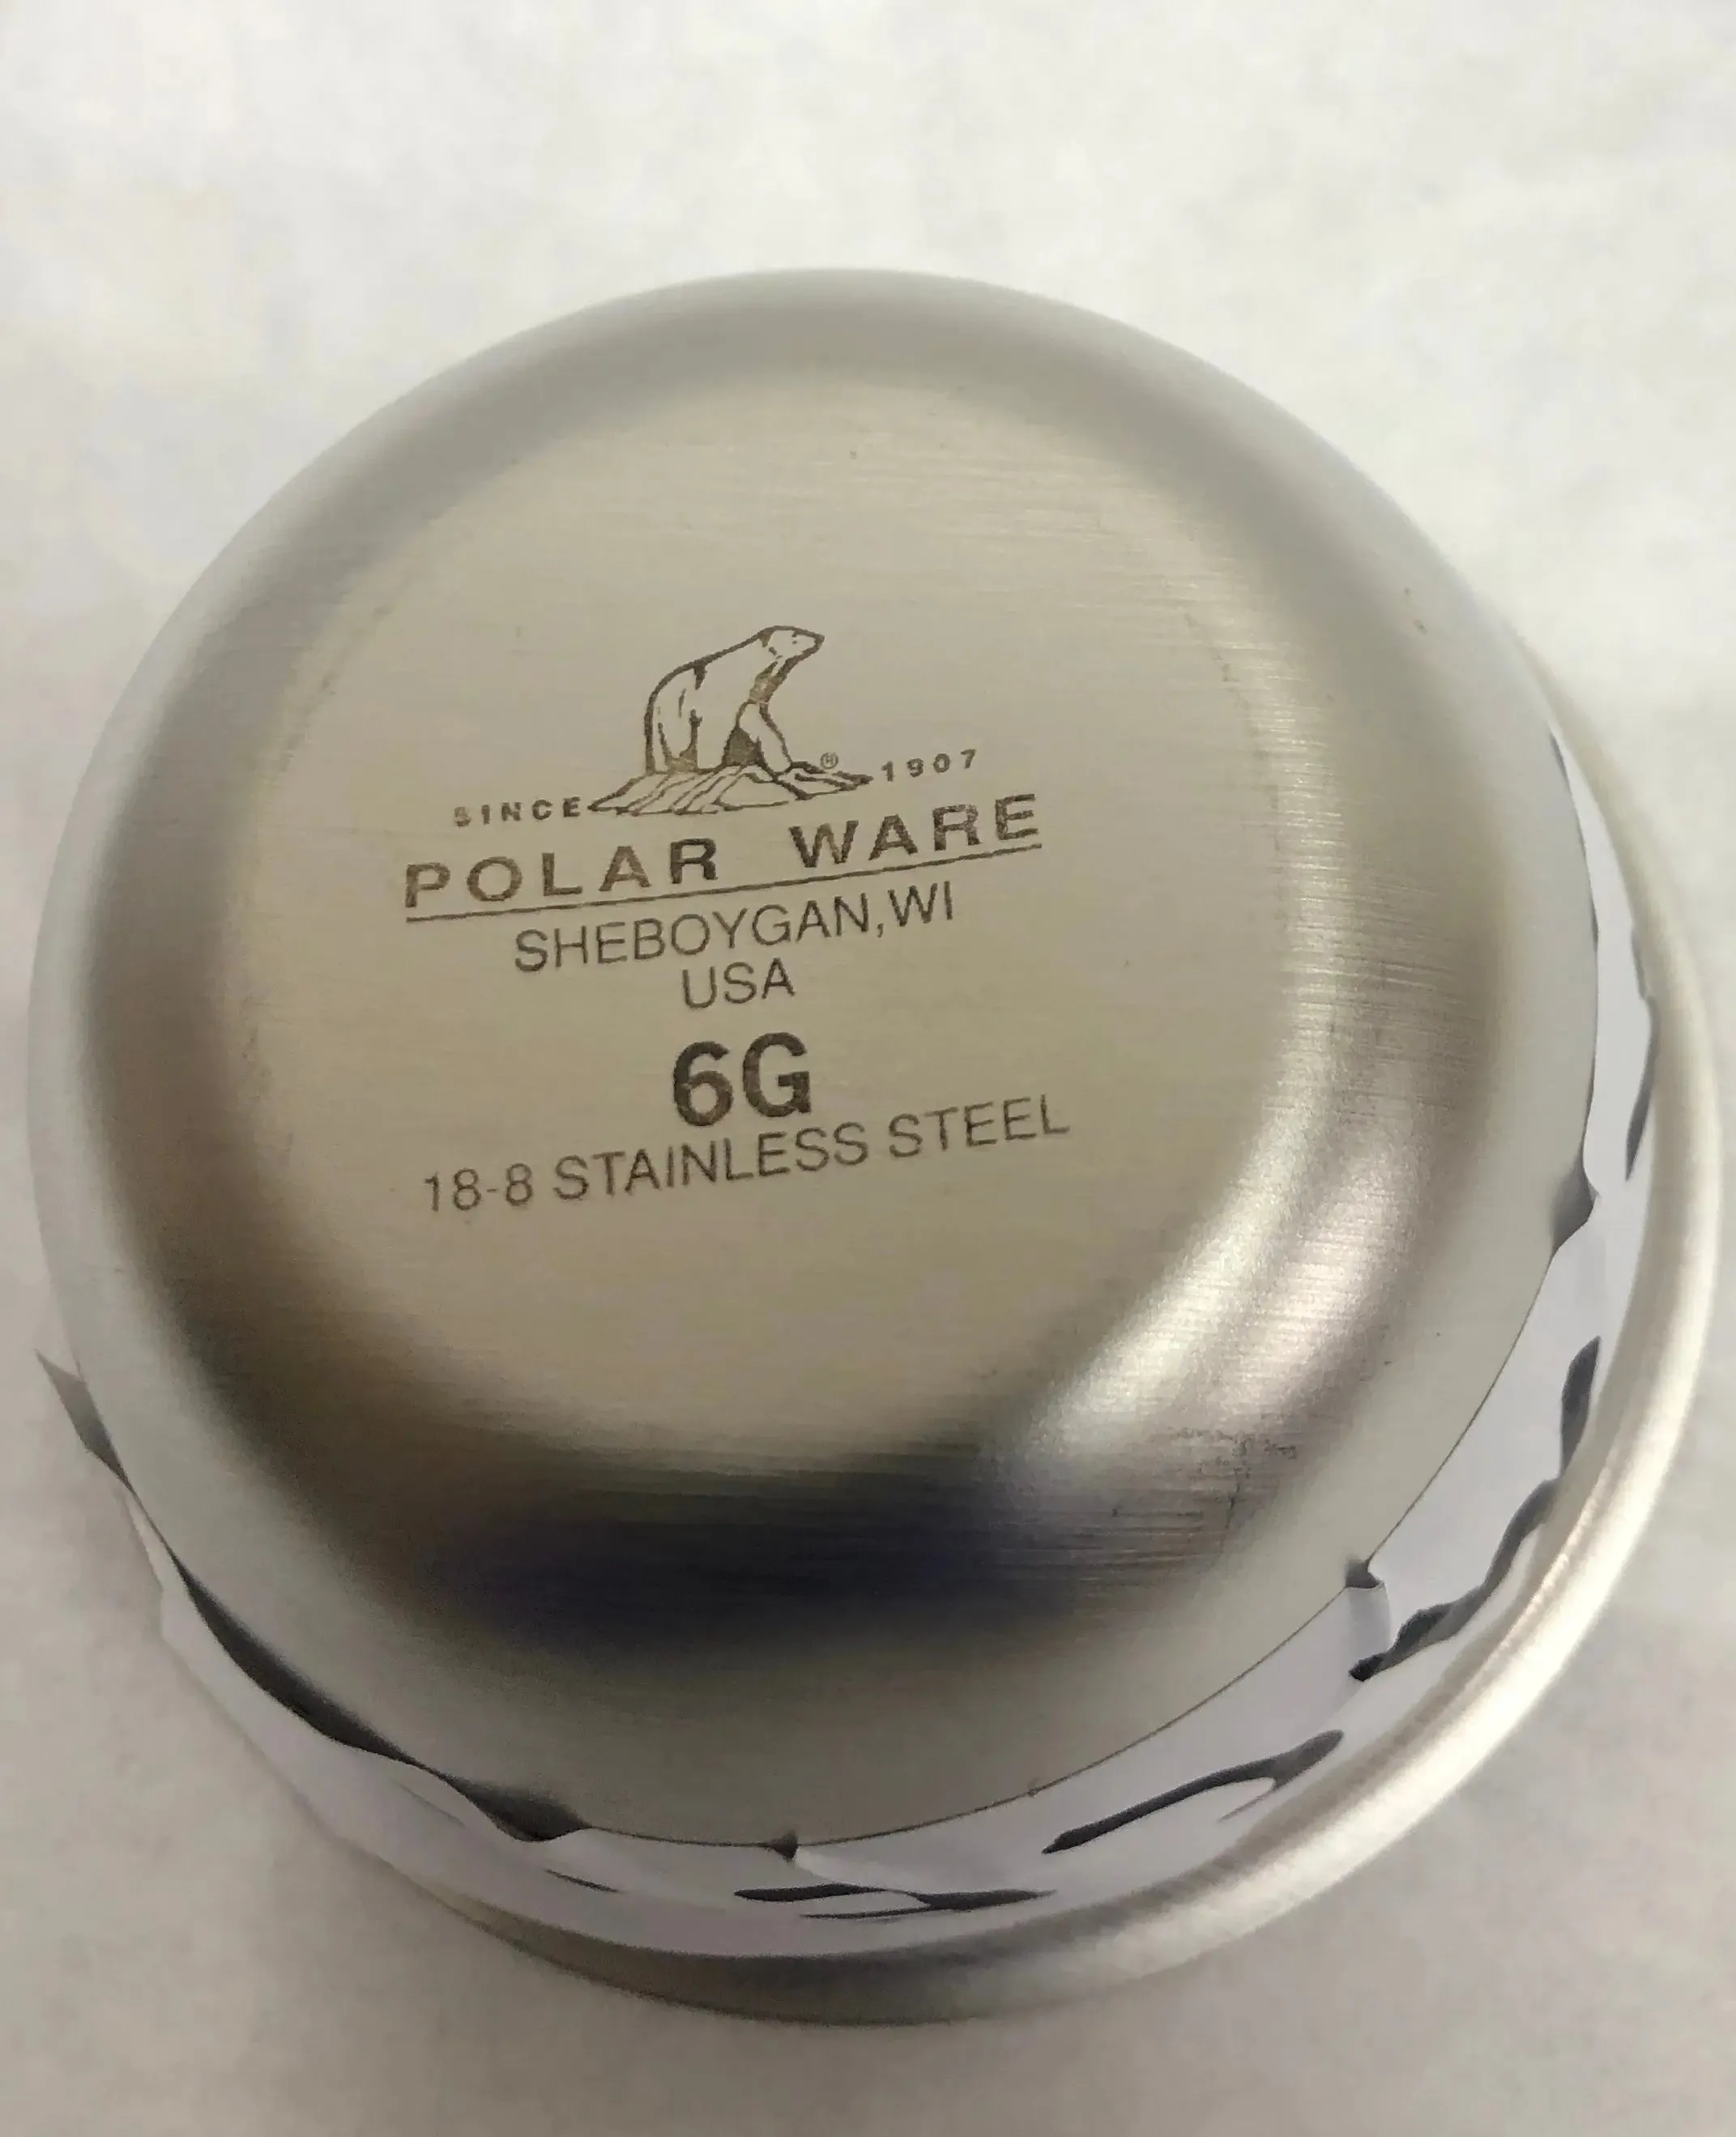 SINCE 1907
®
POLAR WARE
SHEBOYGAN, WI
USA
6G
18-8 STAINLESS STEEL